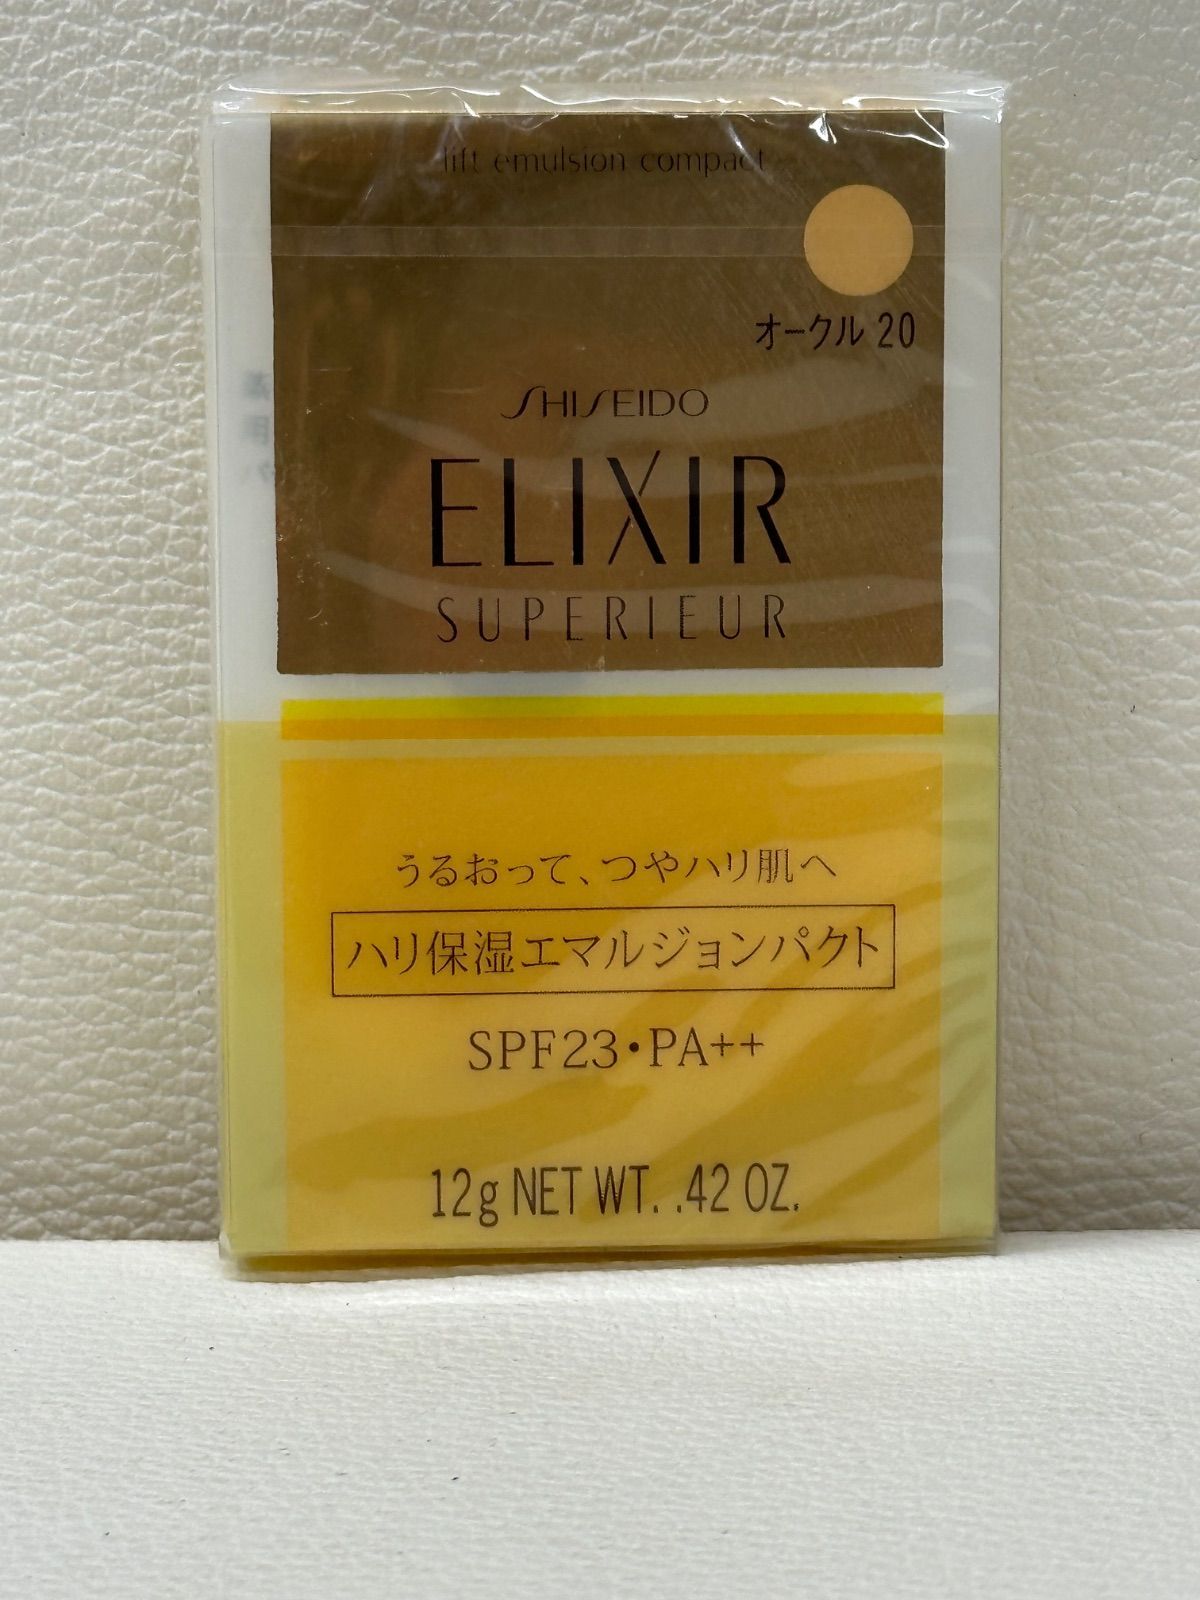 lift emulsion compact
オークル 20
SHISEIDO
ELIXIR
SUPERIEUR
うるおって、つやハリ肌へ
ハリ保湿エマルジョンパクト
SPF23・PA++
12g NET WT. .42 OZ.